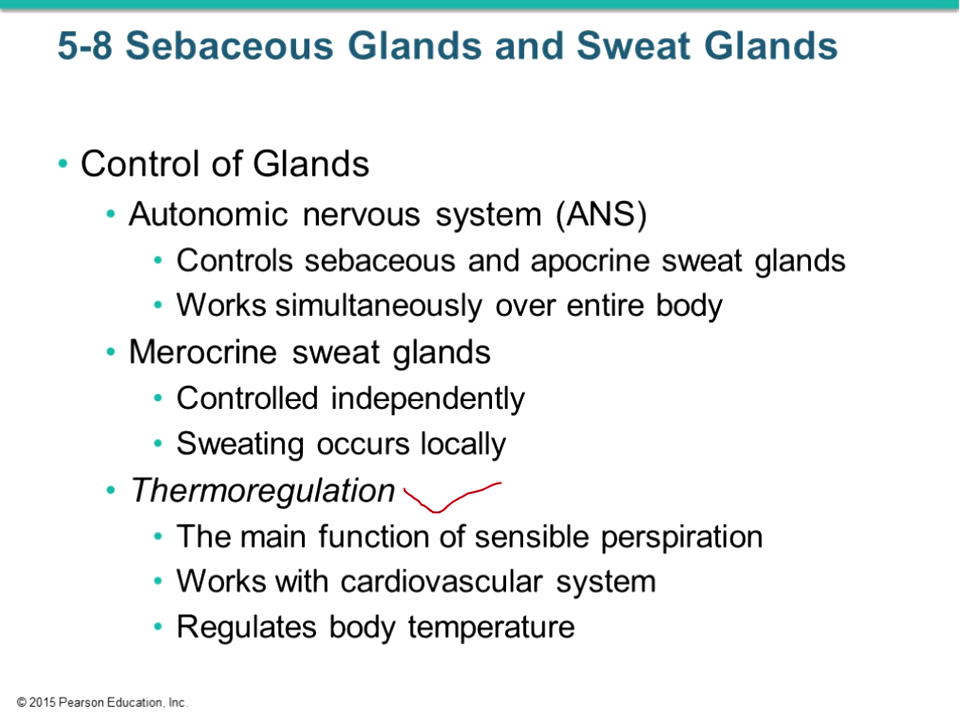 5-8 Sebaceous Glands and Sweat Glands
• Control of Glands
• Autonomic nervous system (ANS)
• Controls sebaceous and apocrine sweat glands
• Works simultaneously over entire body
• Merocrine sweat glands
• Controlled independently
• Sweating occurs locally
• Thermoregulation
• The main function of sensible perspiration
• Works with cardiovascular system
• Regulates body temperature
© 2015 Pearson Education, Inc.